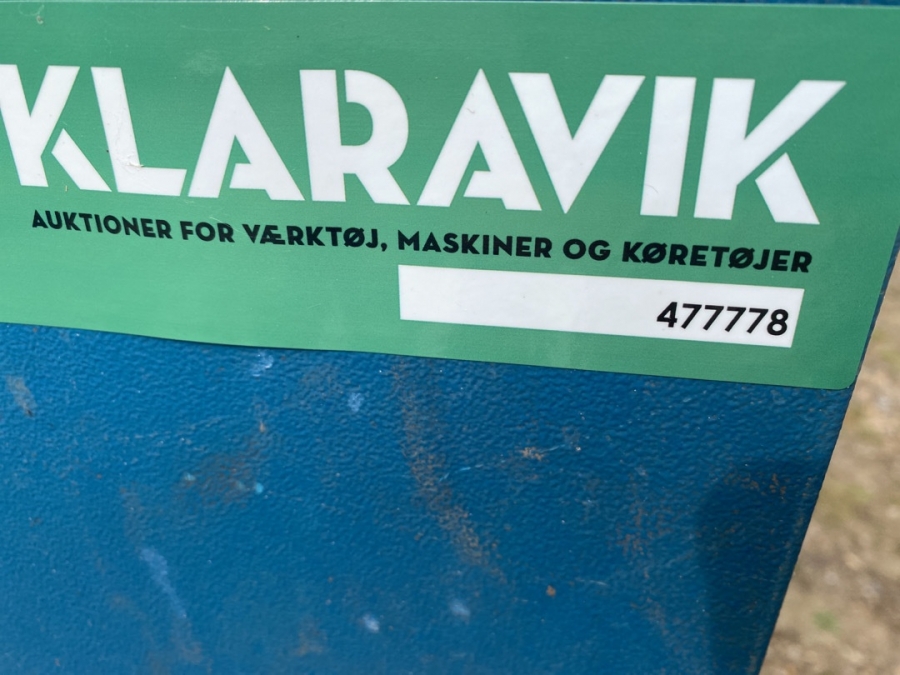 KLARAVIK
AUKTIONER FOR VÆRKTØJ, MASKINER OG KØRETØJER
477778